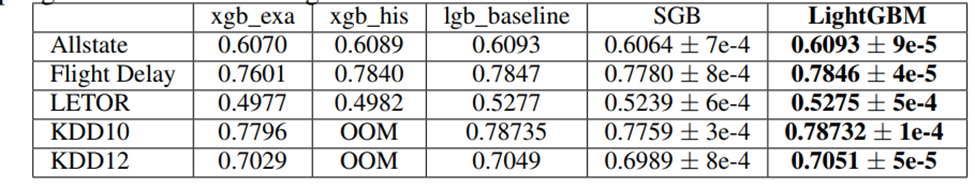 xgb_exa xgb_his lgb_baseline SGB LightGBM
Allstate 0.6070 0.6089 0.6093 0.6064 ± 7e-4 0.6093 ± 9e-5
Flight Delay 0.7601 0.7840 0.7847 0.7780 ± 8e-4 0.7846 ± 4e-5
LETOR 0.4977 0.4982 0.5277 0.5239 ± 6e-4 0.5275 ± 5e-4
KDD10 0.7796 OOM 0.78735 0.7759 ± 3e-4 0.78732 ± 1e-4
KDD12 0.7029 OOM 0.7049 0.6989 ± 8e-4 0.7051 ± 5e-5